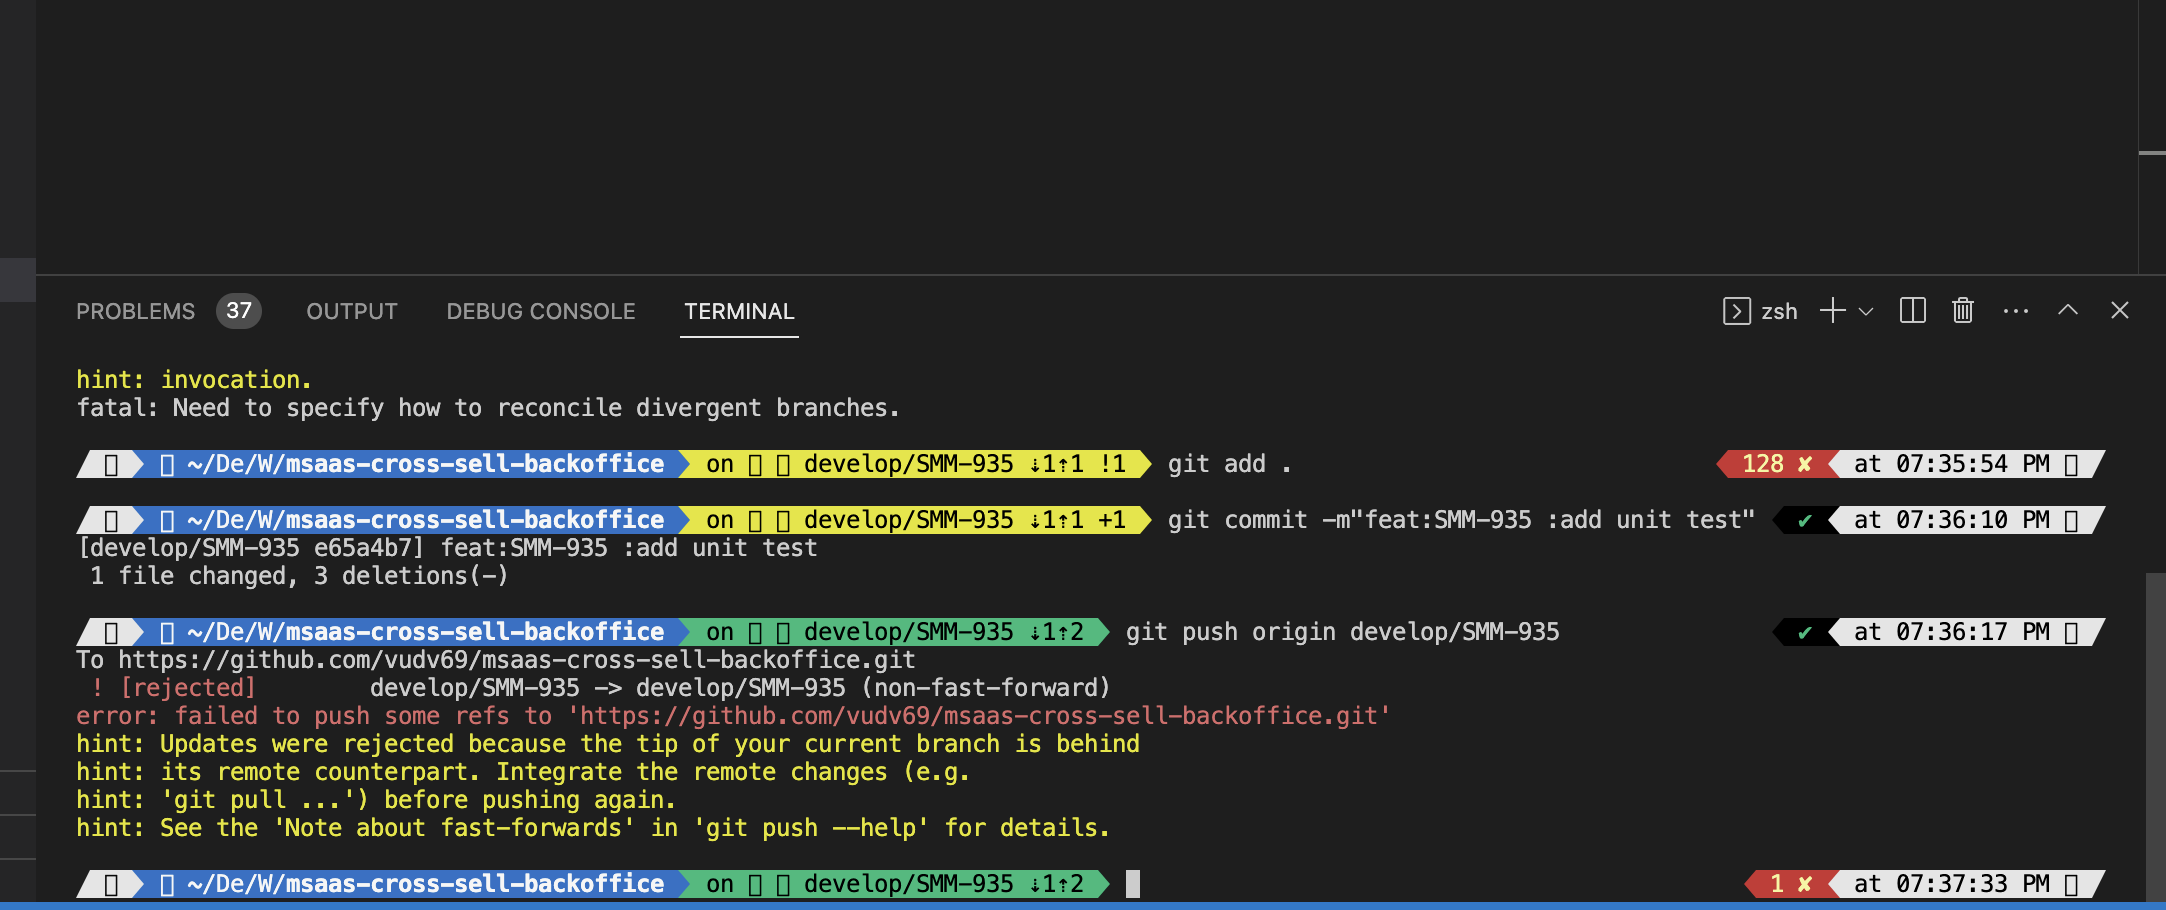 PROBLEMS 37 OUTPUT DEBUG CONSOLE TERMINAL zsh
hint: invocation.
fatal: Need to specify how to reconcile divergent branches.
~/De/W/msaas-cross-sell-backoffice on develop/SMM-935 ⇣1⇡1 !1 git add . 128 ✘ at 07:35:54 PM
~/De/W/msaas-cross-sell-backoffice on develop/SMM-935 ⇣1⇡1 +1 git commit -m"feat:SMM-935 :add unit test" ✔ at 07:36:10 PM
[develop/SMM-935 e65a4b7] feat:SMM-935 :add unit test
1 file changed, 3 deletions(-)
~/De/W/msaas-cross-sell-backoffice on develop/SMM-935 ⇣1⇡2 git push origin develop/SMM-935 ✔ at 07:36:17 PM
To https://github.com/vudv69/msaas-cross-sell-backoffice.git
! [rejected] develop/SMM-935 -> develop/SMM-935 (non-fast-forward)
error: failed to push some refs to 'https://github.com/vudv69/msaas-cross-sell-backoffice.git'
hint: Updates were rejected because the tip of your current branch is behind
hint: its remote counterpart. Integrate the remote changes (e.g.
hint: 'git pull ...') before pushing again.
hint: See the 'Note about fast-forwards' in 'git push --help' for details.
~/De/W/msaas-cross-sell-backoffice on develop/SMM-935 ⇣1⇡2 1 ✘ at 07:37:33 PM